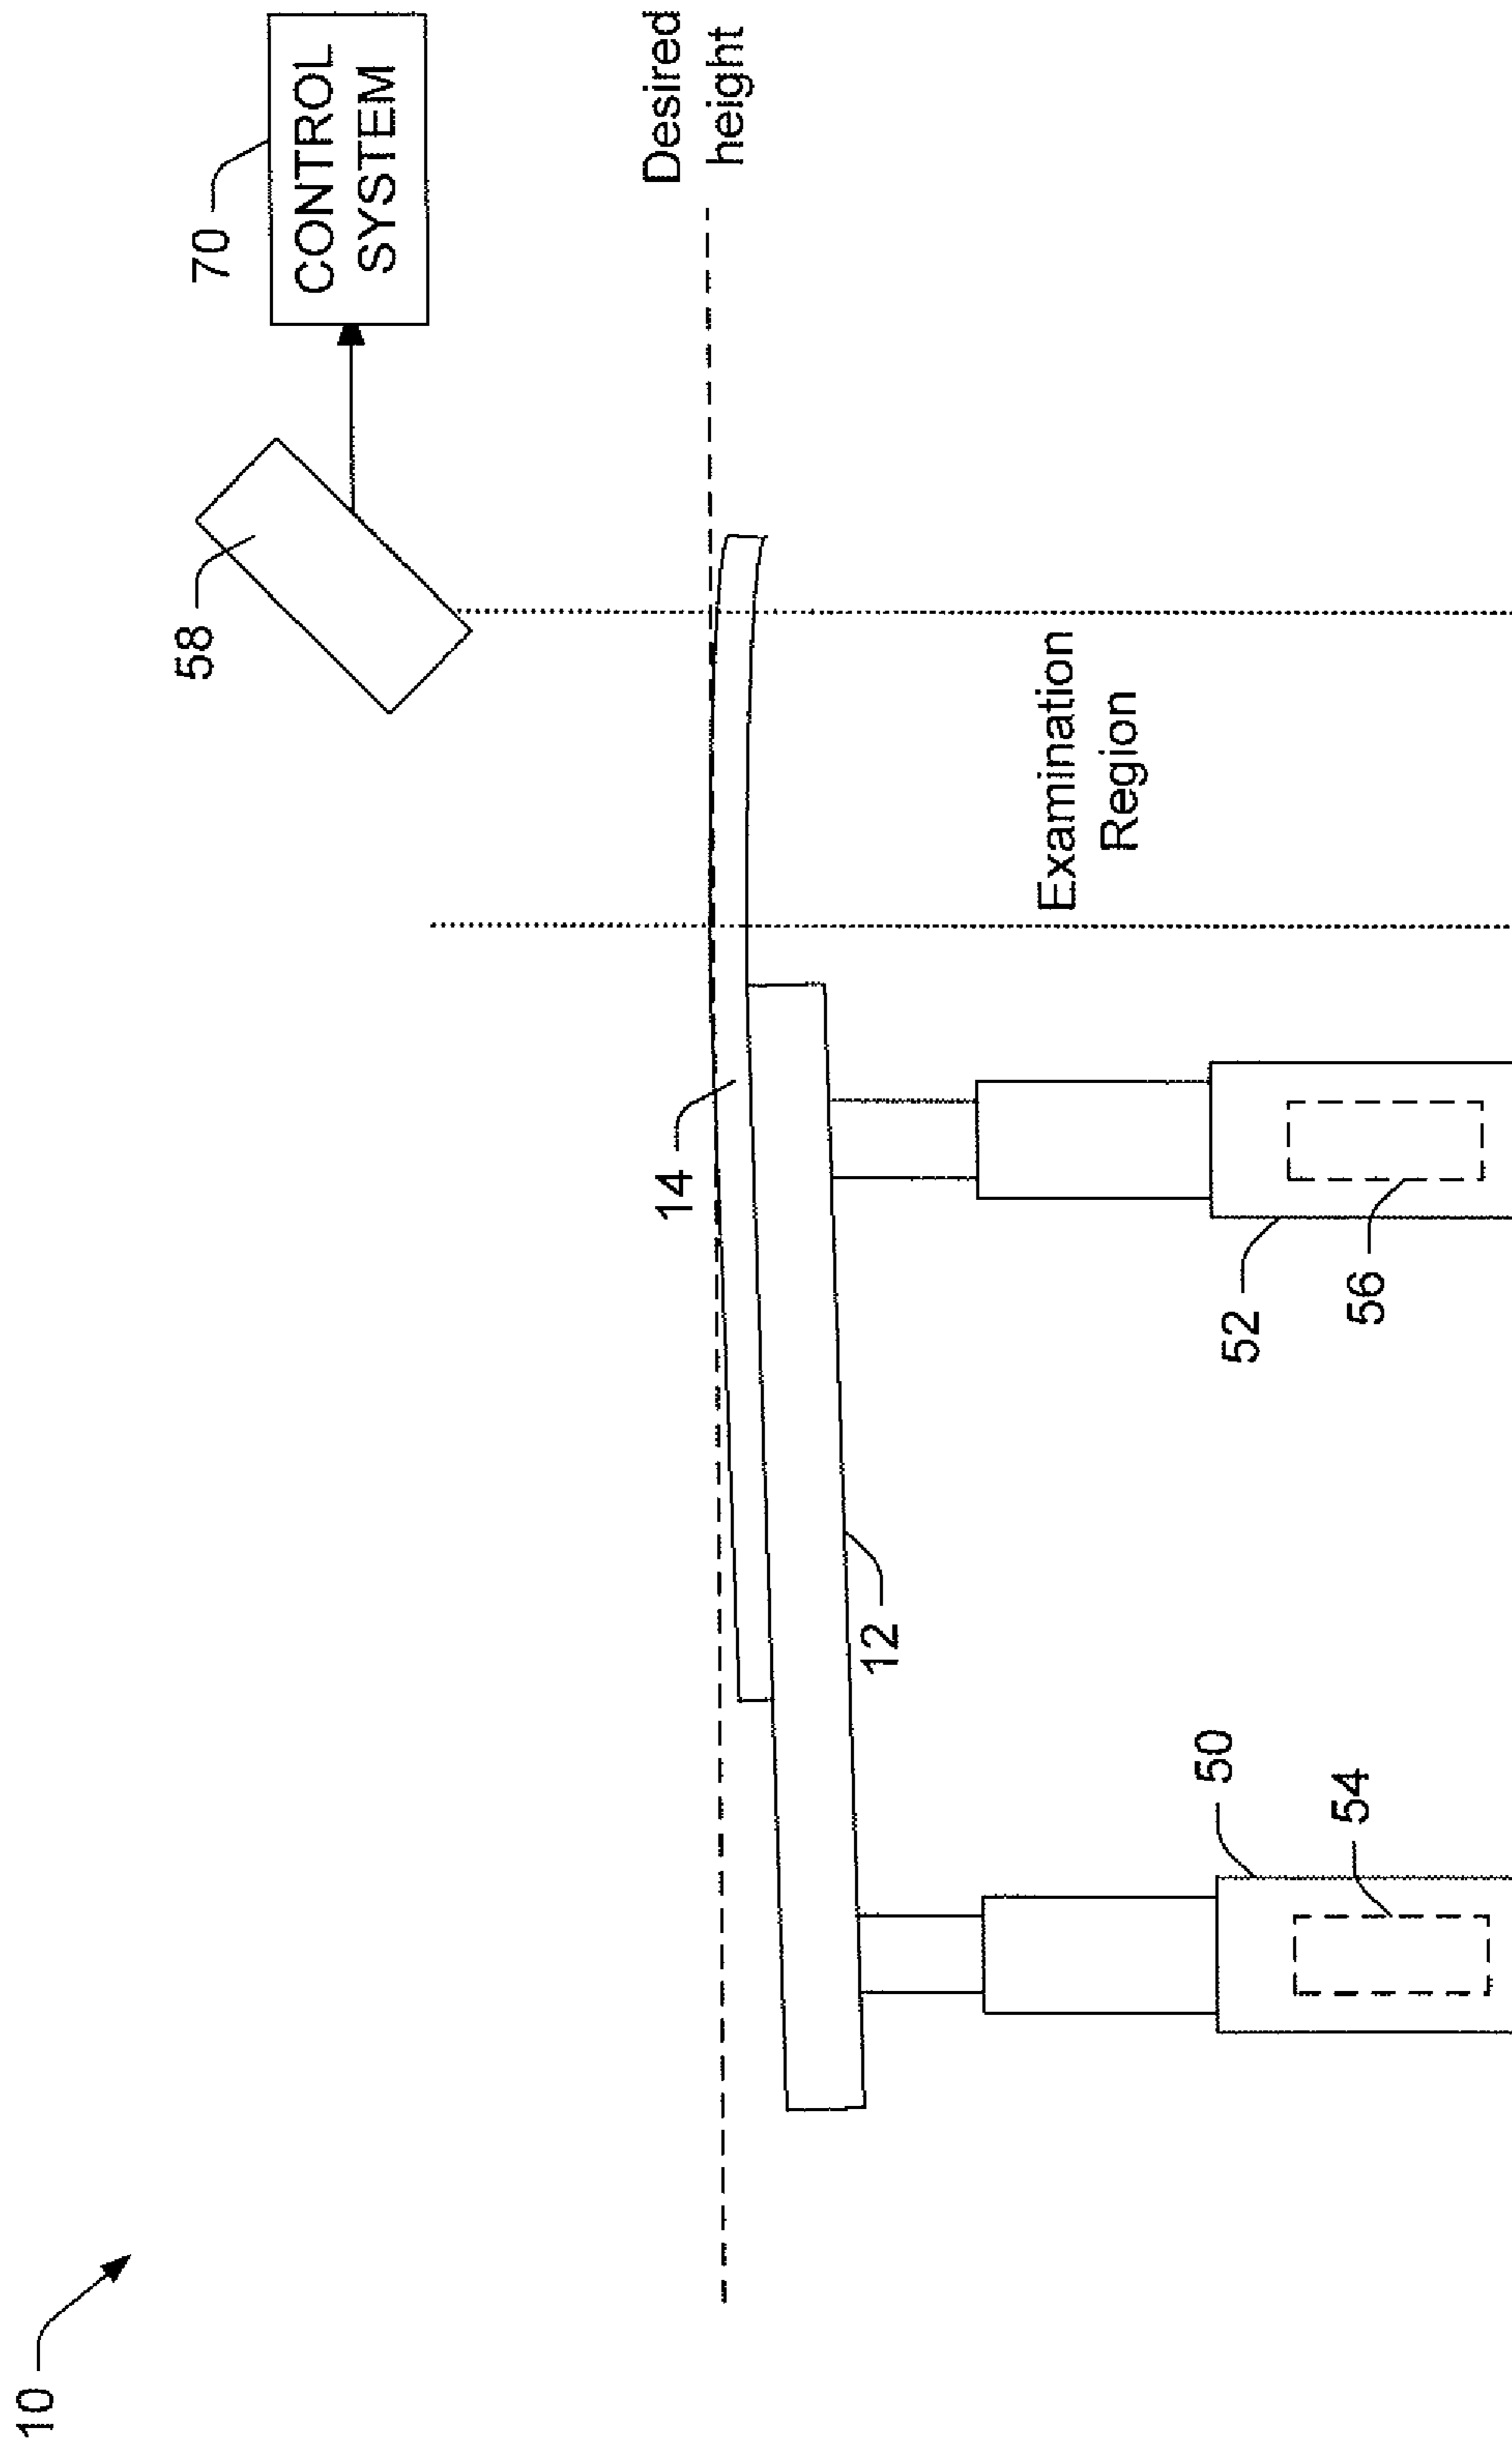 10
58
70
CONTROL
SYSTEM
Desired
height
14
Examination
Region
12
52
56
50
54